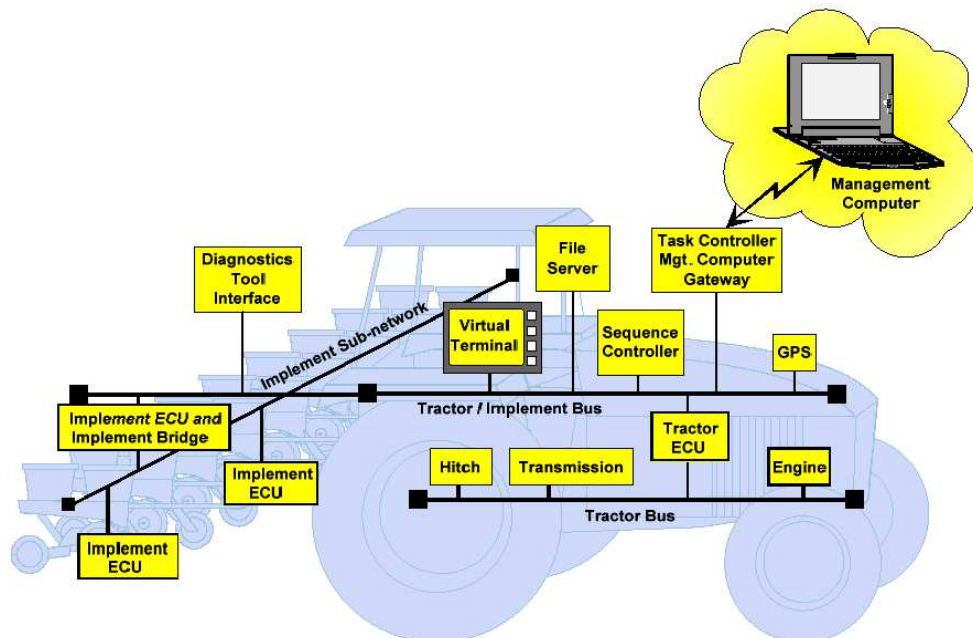 Management
Computer
File
Server
Task Controller
Mgt. Computer
Gateway
Diagnostics
Tool
Interface
Implement Sub-network
Virtual
Terminal
Sequence
Controller
GPS
Tractor / Implement Bus
Implement ECU and
Implement Bridge
Tractor
ECU
Implement
ECU
Hitch
Transmission
Engine
Tractor Bus
Implement
ECU